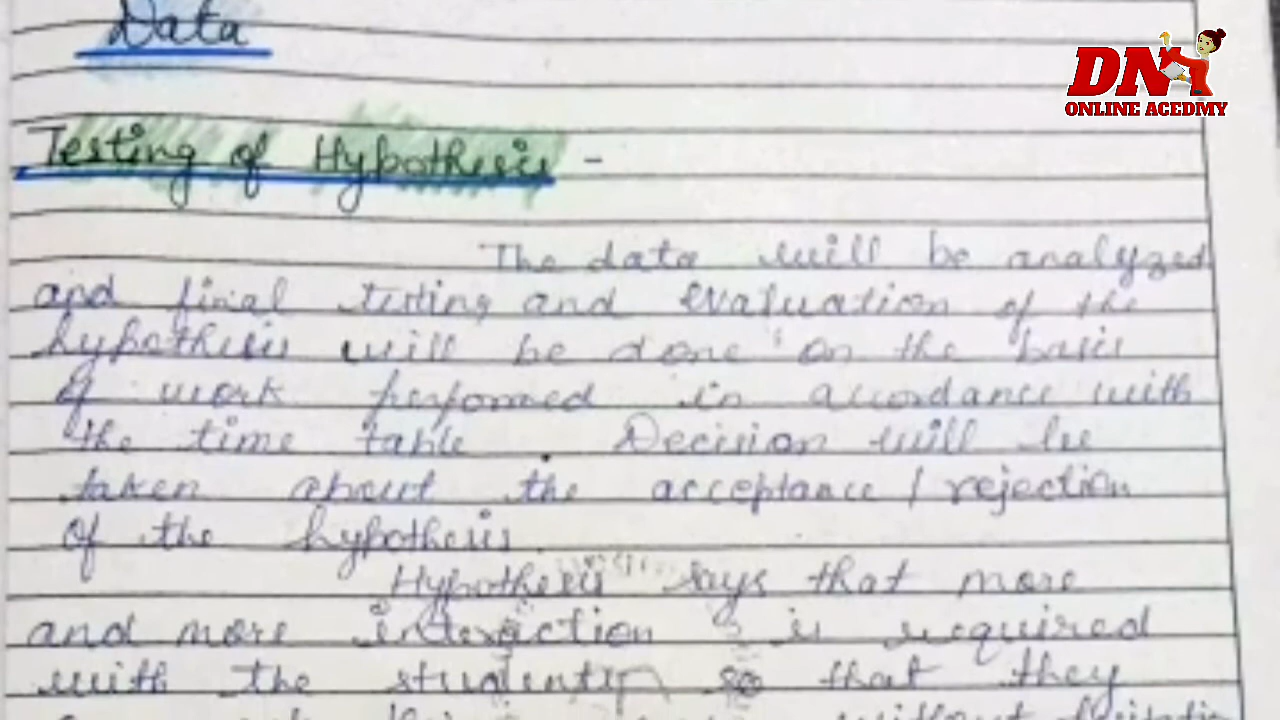 Data
DNA
ONLINE ACEDMY
Testing of Hypothesis -
The data will be analyzed
and final testing and evaluation of the
hypothesis will be done on the basis
of work performed in accordance with
the time table Decision will be
taken about the acceptance / rejection
of the hypothesis.
Hypothesis says that more
and more interaction is required
with the students so that they
without